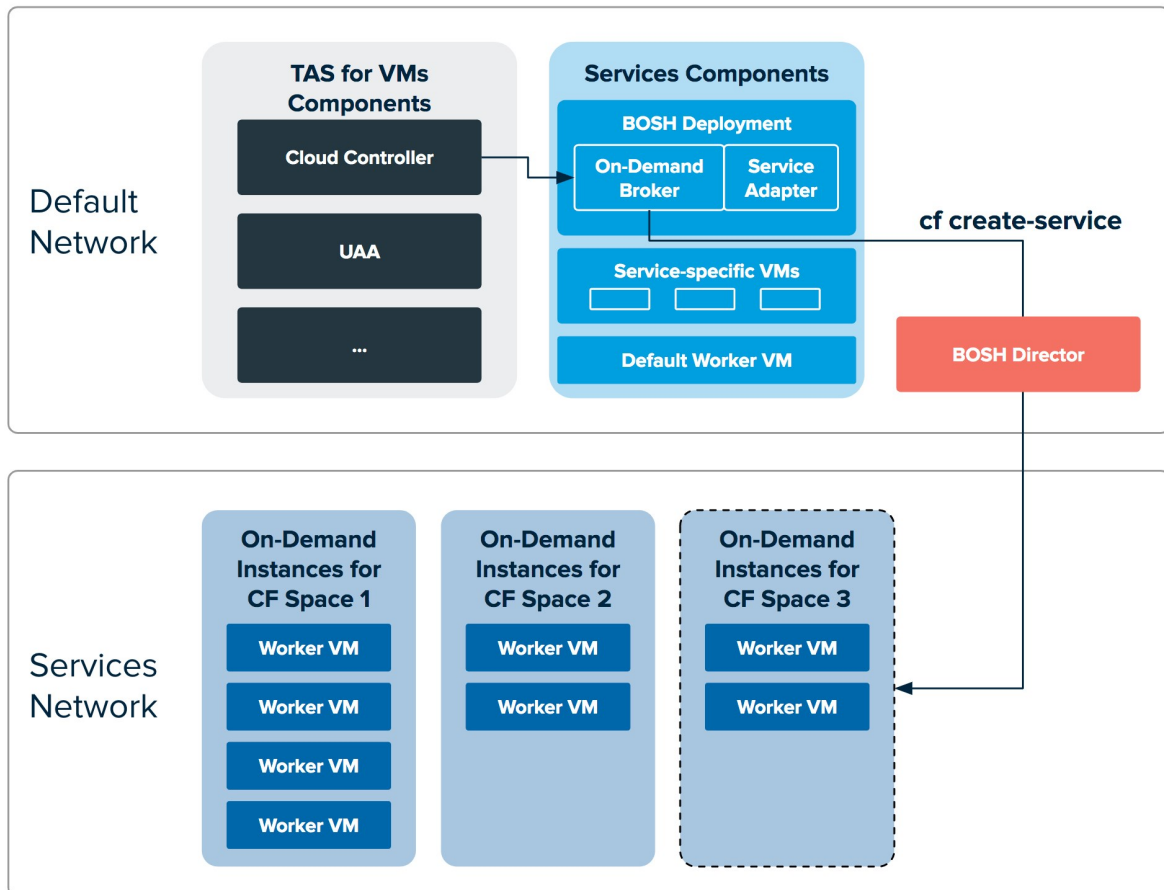 Default
Network
TAS for VMs
Components
Cloud Controller
UAA
...
Services Components
BOSH Deployment
On-Demand
Broker
Service
Adapter
Service-specific VMs
Default Worker VM
cf create-service
BOSH Director
Services
Network
On-Demand
Instances for
CF Space 1
Worker VM
Worker VM
Worker VM
Worker VM
On-Demand
Instances for
CF Space 2
Worker VM
Worker VM
On-Demand
Instances for
CF Space 3
Worker VM
Worker VM